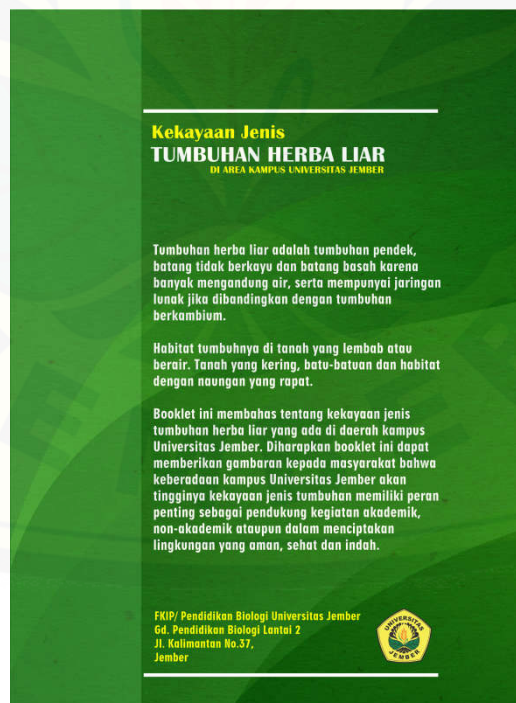 Kekayaan Jenis
TUMBUHAN HERBA LIAR
DI AREA KAMPUS UNIVERSITAS JEMBER
Tumbuhan herba liar adalah tumbuhan pendek,
batang tidak berkayu dan batang basah karena
banyak mengandung air, serta mempunyai jaringan
lunak jika dibandingkan dengan tumbuhan
berkambium.
Habitat tumbuhnya di tanah yang lembab atau
berair. Tanah yang kering, batu-batuan dan habitat
dengan naungan yang rapat.
Booklet ini membahas tentang kekayaan jenis
tumbuhan herba liar yang ada di daerah kampus
Universitas Jember. Diharapkan booklet ini dapat
memberikan gambaran kepada masyarakat bahwa
keberadaan kampus Universitas Jember akan
tingginya kekayaan jenis tumbuhan memiliki peran
penting sebagai pendukung kegiatan akademik,
non-akademik ataupun dalam menciptakan
lingkungan yang aman, sehat dan indah.
FKIP/ Pendidikan Biologi Universitas Jember
Gd. Pendidikan Biologi Lantai 2
Jl. Kalimantan No.37,
Jember
UNIVERSITAS
JEMBER